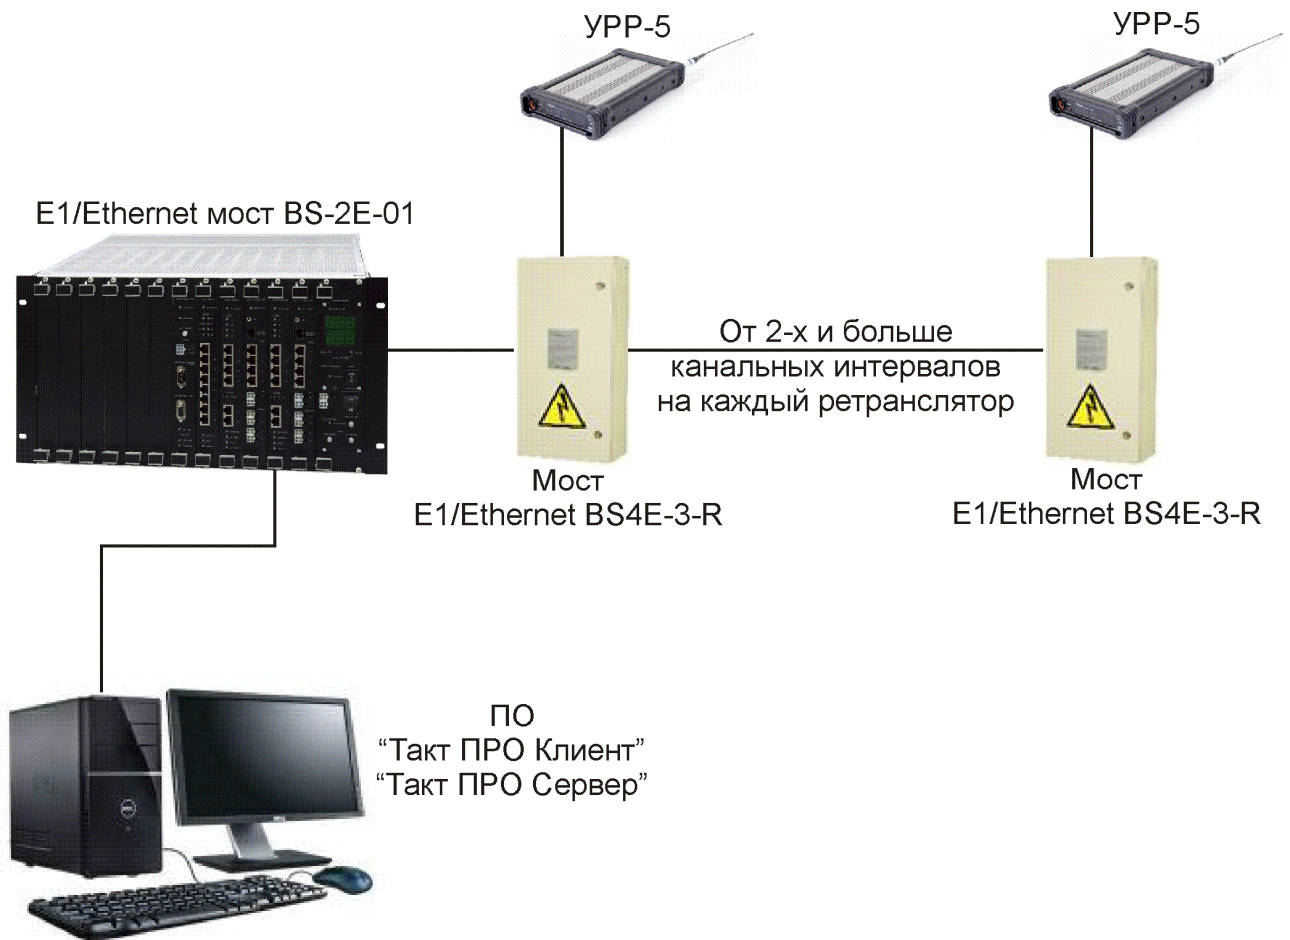 УРР-5
УРР-5
E1/Ethernet мост BS-2E-01
От 2-х и больше
канальных интервалов
на каждый ретранслятор
Мост
E1/Ethernet BS4E-3-R
Мост
E1/Ethernet BS4E-3-R
ПО
“Такт ПРО Клиент”
“Такт ПРО Сервер”